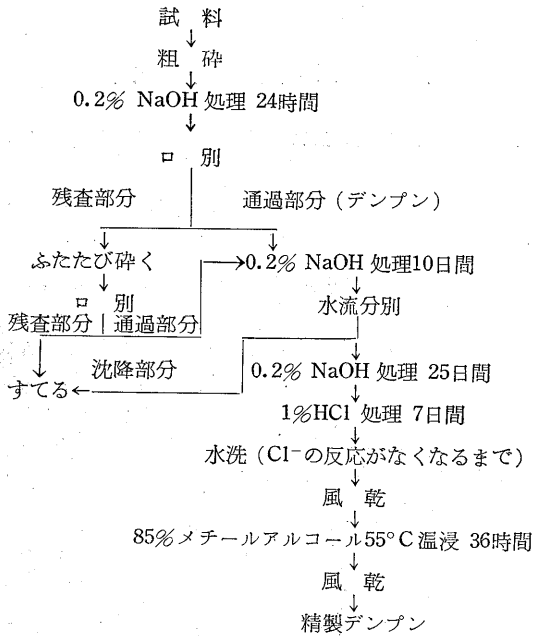 試料
粗砕
0.2% NaOH 処理 24時間
ロ別
残査部分 通過部分(デンプン)
ふたたび砕く
0.2% NaOH 処理10日間
ロ別
水流分別
残査部分 通過部分
沈降部分
0.2% NaOH 処理 25日間
すてる
1%HCl 処理 7日間
水洗(Cl⁻の反応がなくなるまで)
風乾
85%メチールアルコール55°C温浸 36時間
風乾
精製デンプン